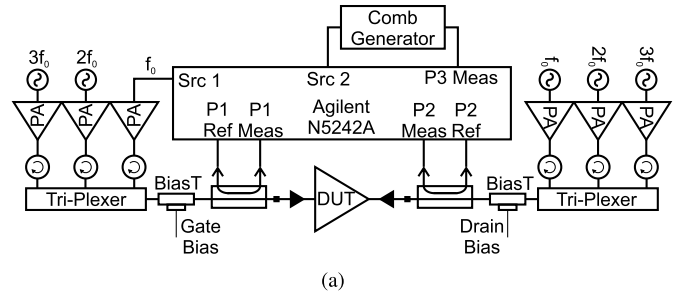 Comb
Generator
3f₀ 2f₀ f₀
Src 1 Src 2 P3 Meas
P1 P1 Agilent P2 P2
Ref Meas N5242A Meas Ref
f₀ 2f₀ 3f₀
PA PA PA
PA PA PA
Tri-Plexer
BiasT
Gate
Bias
DUT
BiasT
Drain
Bias
Tri-Plexer
(a)